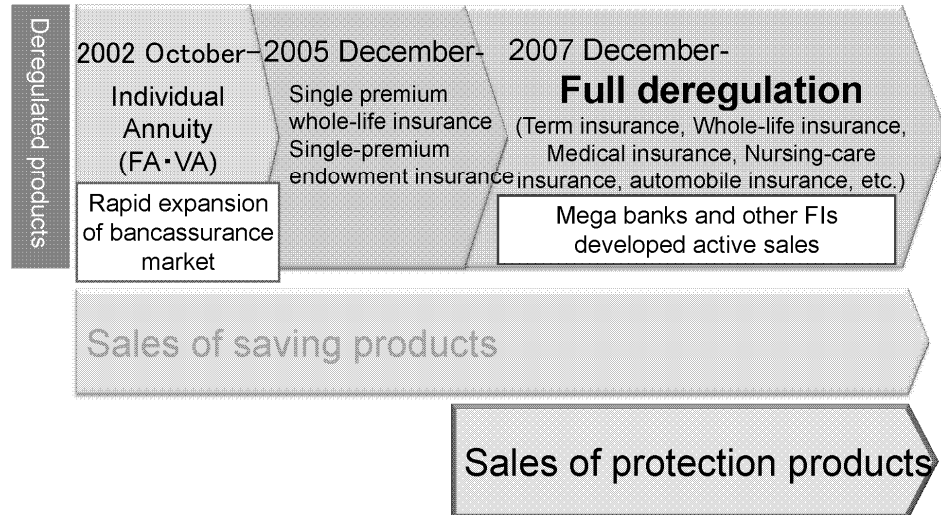 Deregulated products
2002 October-
Individual
Annuity
(FA・VA)
Rapid expansion
of bancassurance
market
2005 December-
Single premium
whole-life insurance
Single-premium
endowment insurance
2007 December-
Full deregulation
(Term insurance, Whole-life insurance,
Medical insurance, Nursing-care
insurance, automobile insurance, etc.)
Mega banks and other FIs
developed active sales
Sales of saving products
Sales of protection products